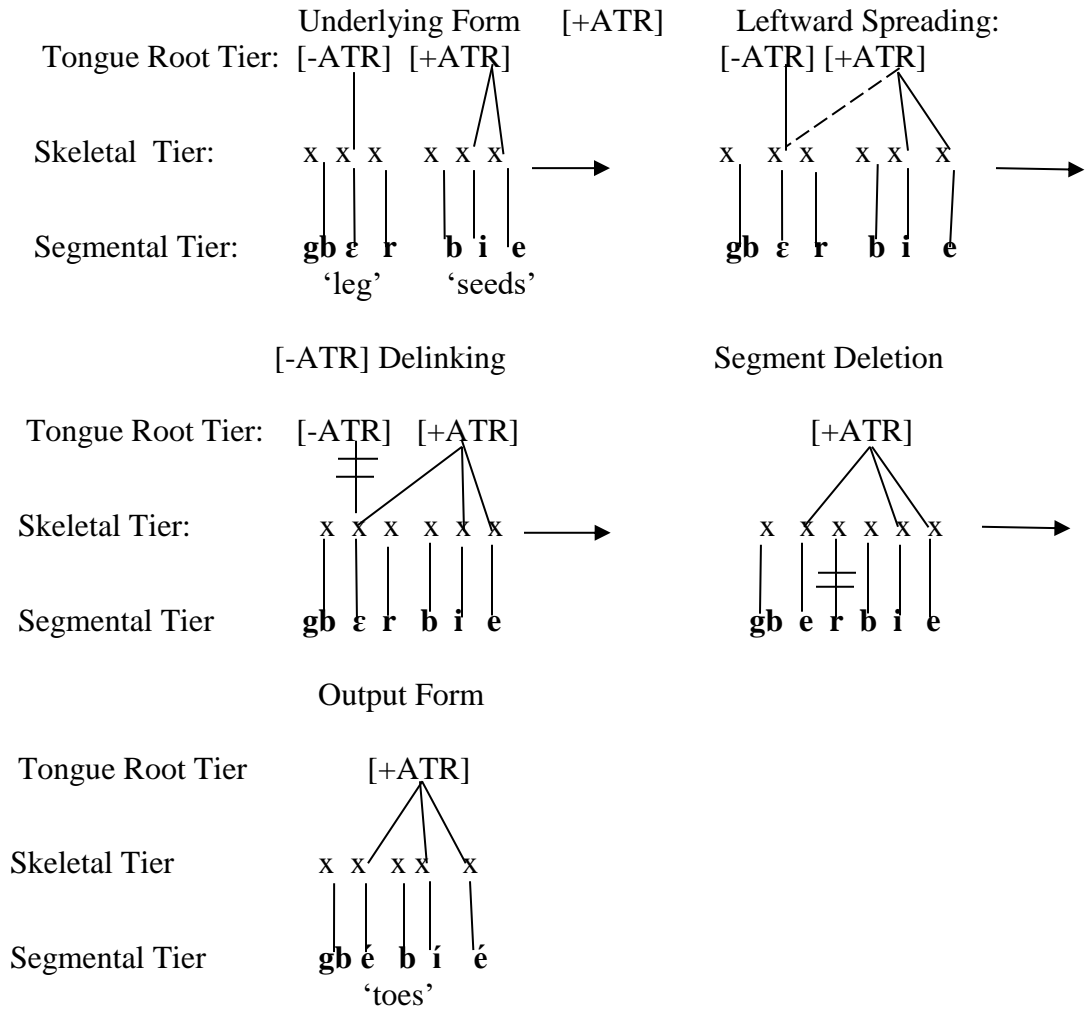 Underlying Form [+ATR] Leftward Spreading:
Tongue Root Tier: [-ATR] [+ATR] [-ATR] [+ATR]
Skeletal Tier: x x x x x x x x x x x x
Segmental Tier: gb ɛ r b i e gb ɛ r b i e
‘leg’ ‘seeds’
[-ATR] Delinking Segment Deletion
Tongue Root Tier: [-ATR] [+ATR] [+ATR]
Skeletal Tier: x x x x x x x x x x x x
Segmental Tier gb ɛ r b i e gb e r b i e
Output Form
Tongue Root Tier [+ATR]
Skeletal Tier x x x x x
Segmental Tier gb é b í é
‘toes’